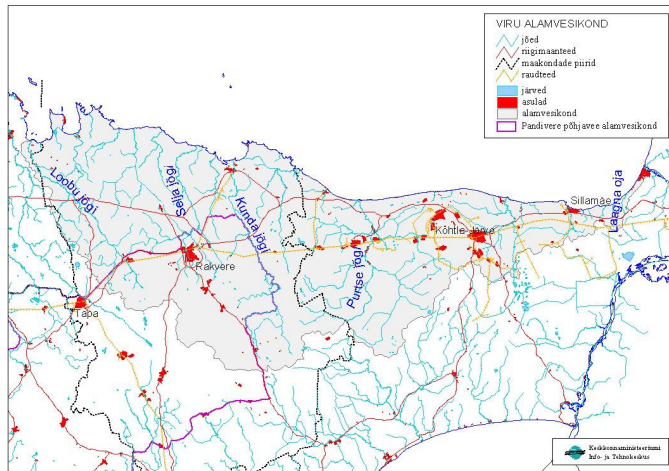 VIRU ALAMVESIKOND
jõed
riigimaanteed
maakondade piirid
raudteed
järved
asulad
alamvesikond
Pandivere põhjavee alamvesikond
Loobu jõgi
Selja jõgi
Kunda jõgi
Rakvere
Tapa
Purtse jõgi
Kohtla-Järve
Sillamäe
Laagna oja
Keskkonnaministeeriumi
Info- ja Tehnokeskus